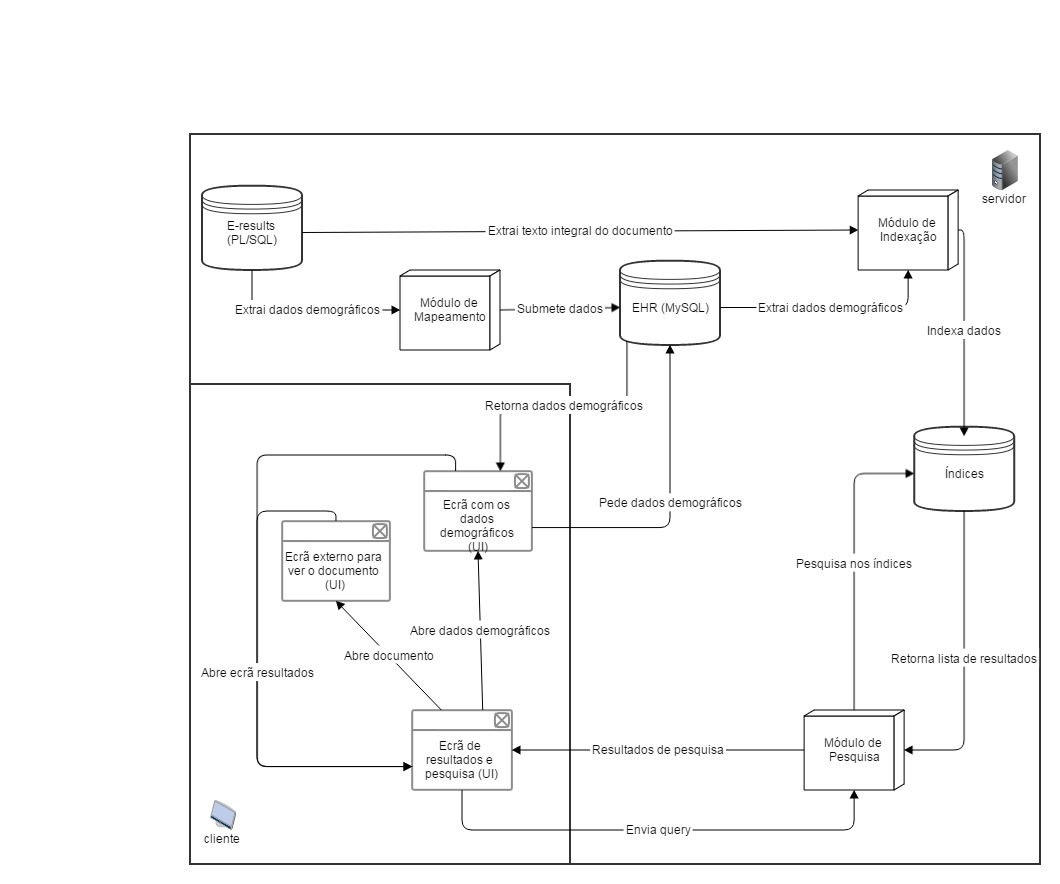 servidor
E-results
(PL/SQL)
Extrai texto integral do documento
Módulo de
Indexação
Extrai dados demográficos
Módulo de
Mapeamento
Submete dados
EHR (MySQL)
Extrai dados demográficos
Indexa dados
Retorna dados demográficos
Índices
Ecrã com os
dados
demográficos
(UI)
Pede dados demográficos
Ecrã externo para
ver o documento
(UI)
Pesquisa nos índices
Abre dados demográficos
Abre documento
Abre ecrã resultados
Retorna lista de resultados
Ecrã de
resultados e
pesquisa (UI)
Resultados de pesquisa
Módulo de
Pesquisa
Envia query
cliente